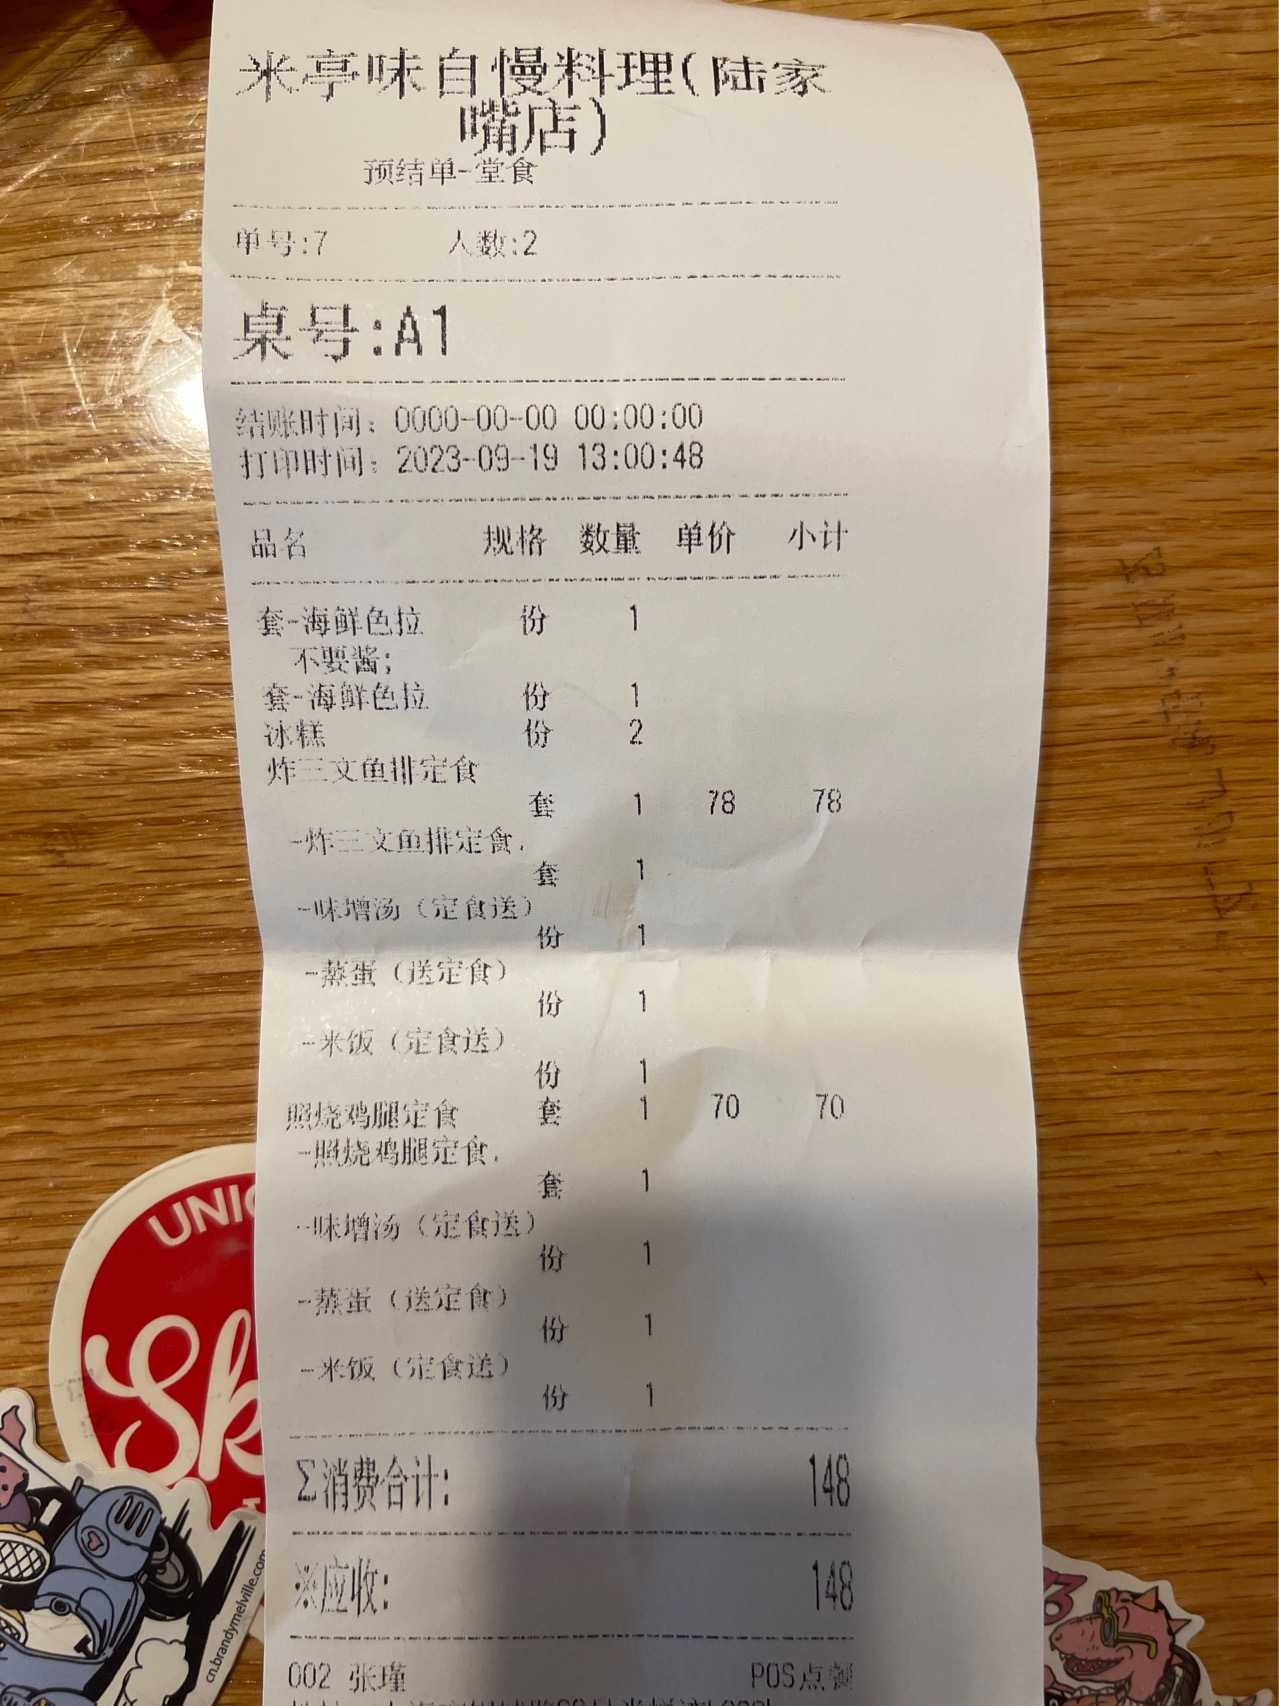 米亭味自慢料理(陆家
嘴店)
预结单-堂食
单号:7 人数:2
桌号:A1
结账时间: 0000-00-00 00:00:00
打印时间: 2023-09-19 13:00:48
品名 规格 数量 单价 小计
套-海鲜色拉 份 1
不要酱;
套-海鲜色拉 份 1
冰糕 份 2
炸三文鱼排定食
套 1 78 78
-炸三文鱼排定食.
套 1
-味增汤（定食送）
份 1
-蒸蛋（送定食）
份 1
-米饭（定食送）
份 1
照烧鸡腿定食 套 1 70 70
-照烧鸡腿定食.
套 1
-味增汤（定食送）
份 1
-蒸蛋（送定食）
份 1
-米饭（定食送）
份 1
Σ消费合计: 148
※应收: 148
002 张瑾 POS点餐
UNIC
Sk
cn.brandymelville.com